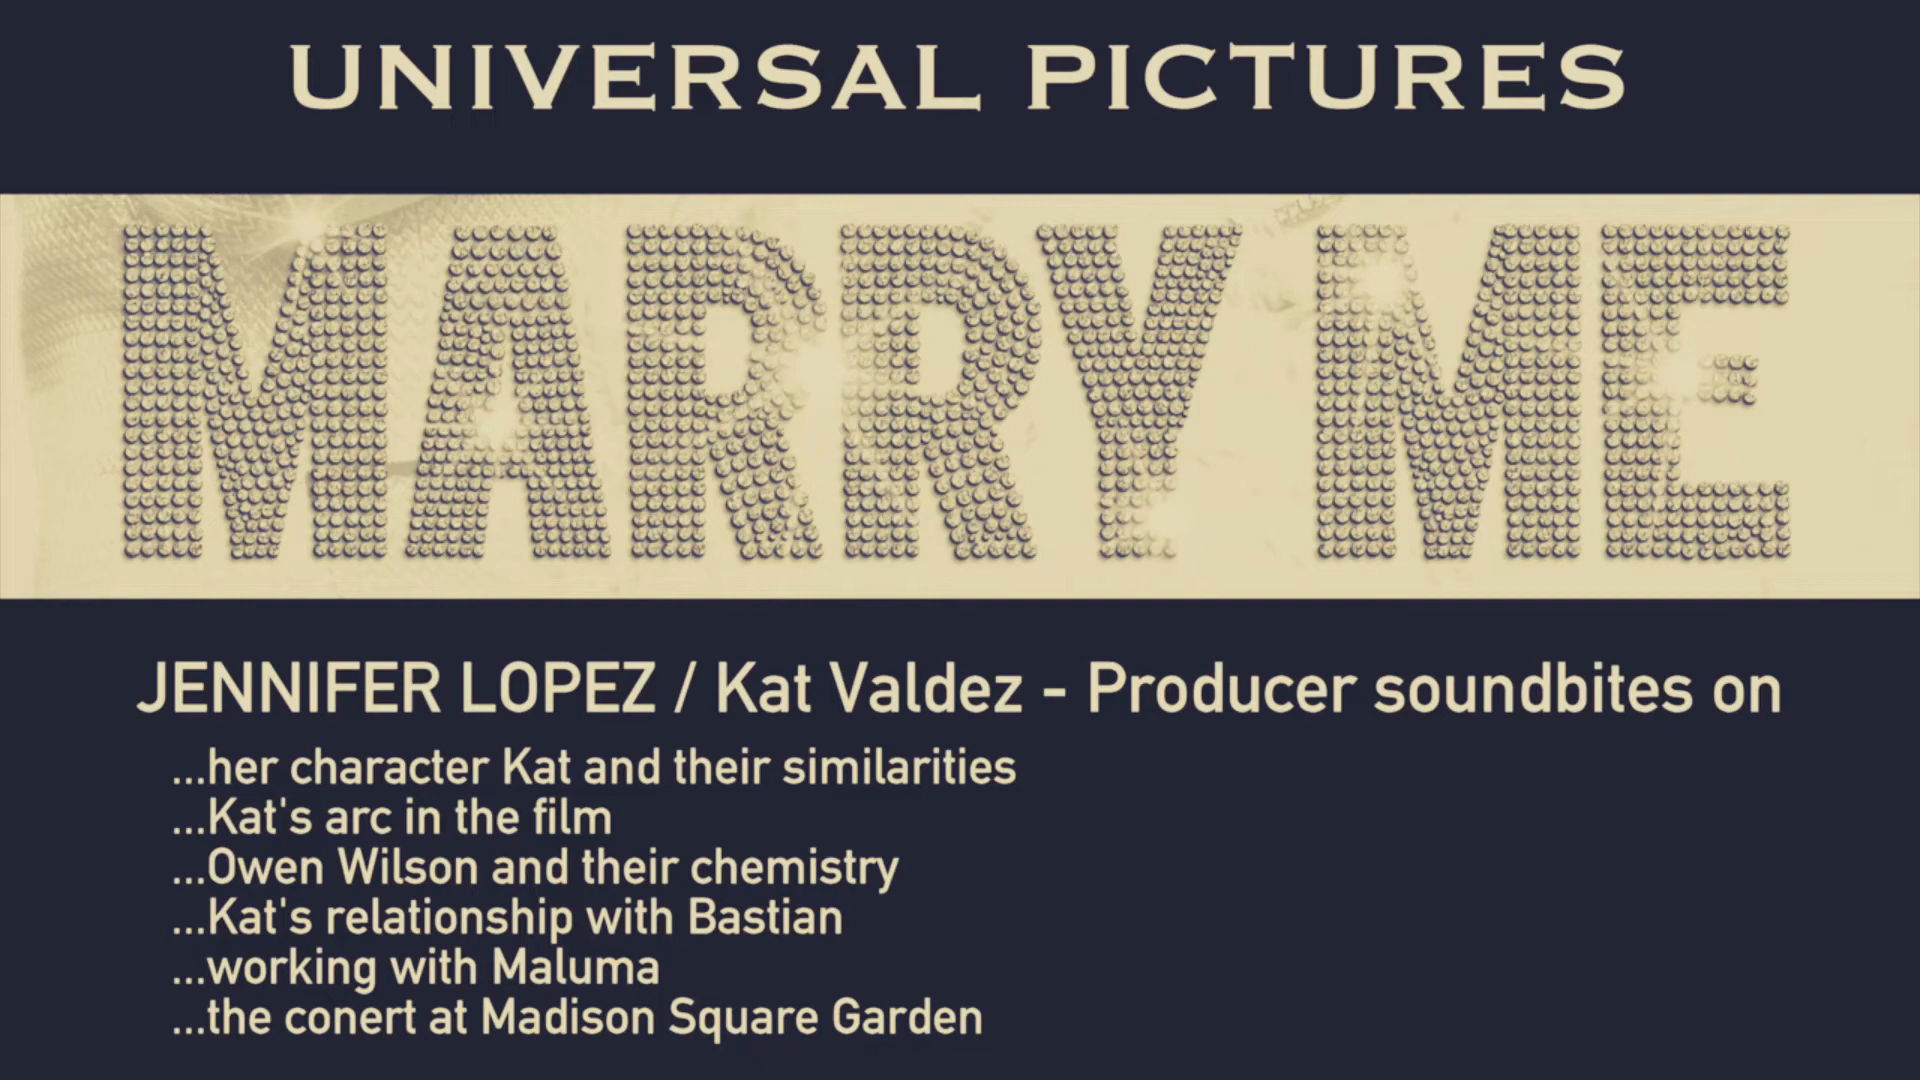 UNIVERSAL PICTURES
MARRY ME
JENNIFER LOPEZ / Kat Valdez - Producer soundbites on
...her character Kat and their similarities
...Kat's arc in the film
...Owen Wilson and their chemistry
...Kat's relationship with Bastian
...working with Maluma
...the conert at Madison Square Garden